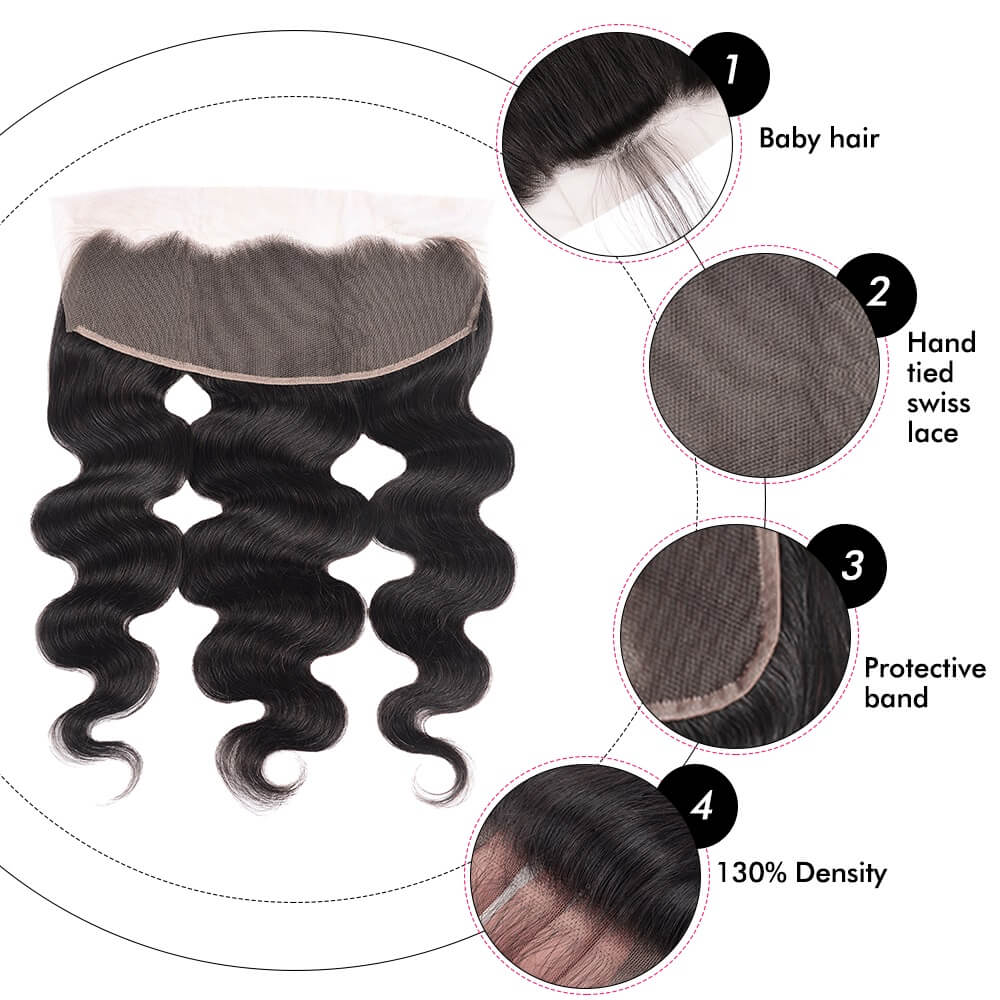 1
Baby hair
2
Hand
tied
swiss
lace
3
Protective
band
4
130% Density